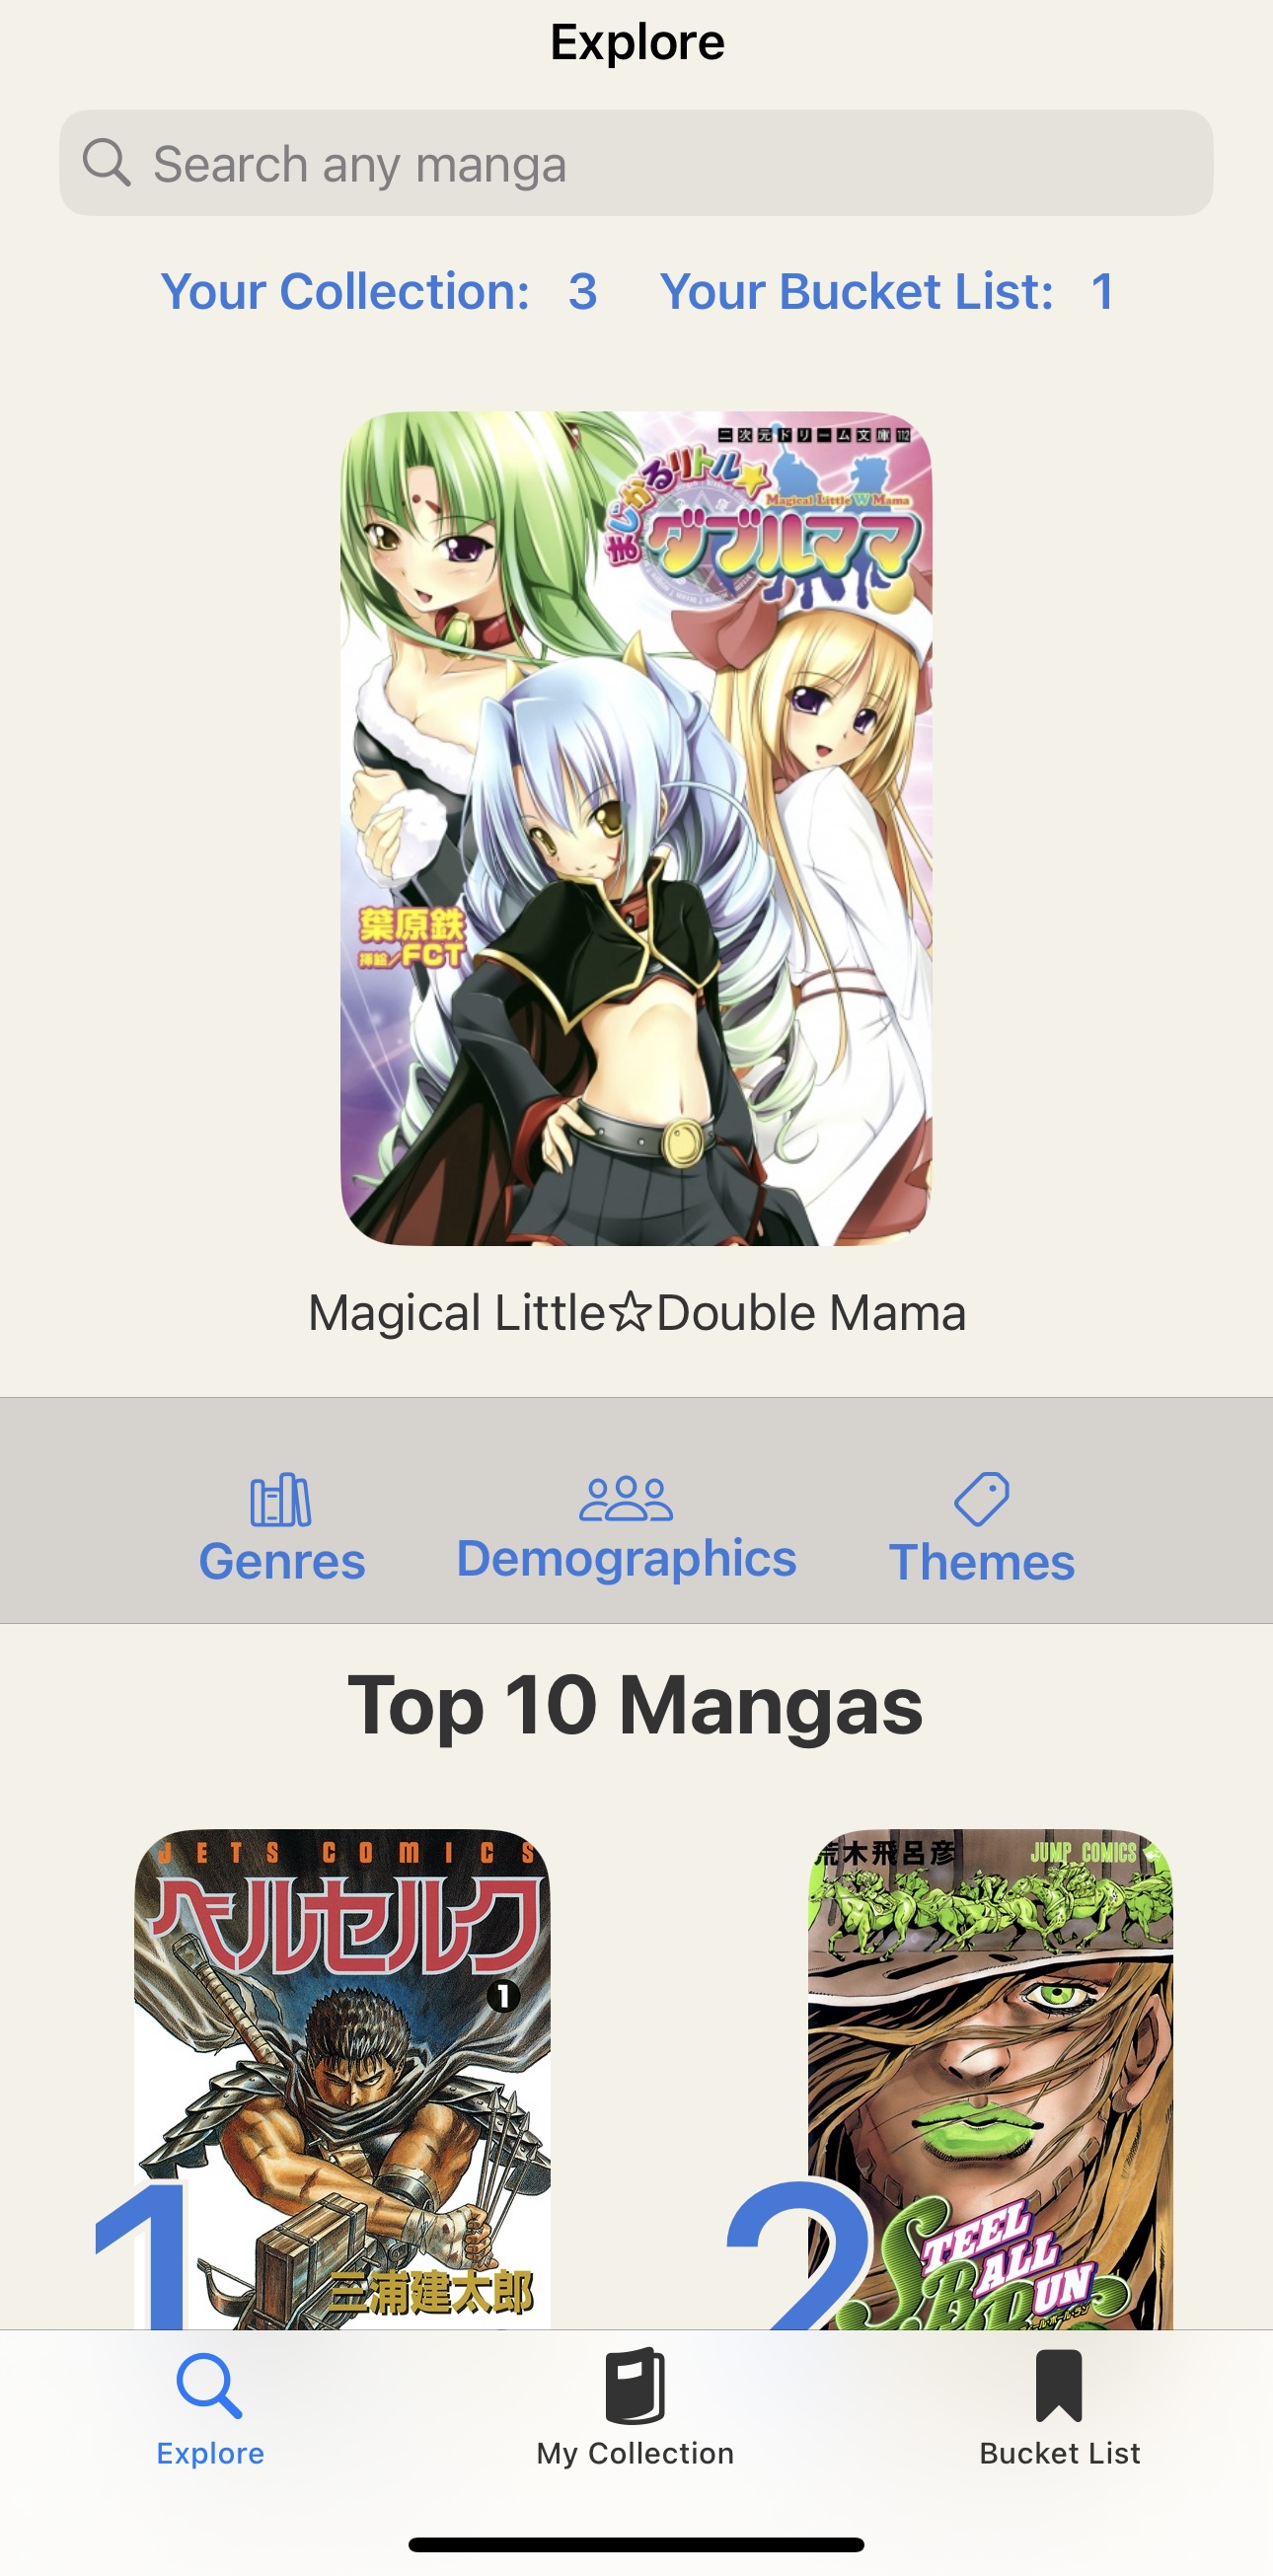 Explore
Search any manga
Your Collection: 3 Your Bucket List: 1
二次元ドリーム文庫 112
まじかるリトル☆
Magical Little W Mama
ダブルママ
葉原鉄
挿絵/FCT
Magical Little☆Double Mama
Genres Demographics Themes
Top 10 Mangas
JETS COMICS
ベルセルク
1
三浦建太郎
1
荒木飛呂彦 JUMP COMICS
STEEL
BALL
RUN
2
Explore My Collection Bucket List